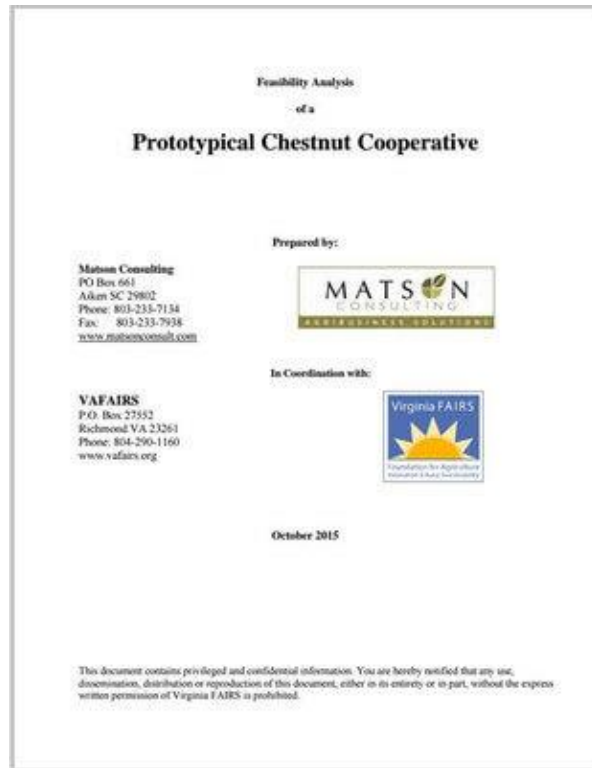 Feasibility Analysis
of a
Prototypical Chestnut Cooperative
Prepared by:
Matson Consulting
PO Box 661
Aiken SC 29802
Phone: 803-233-7134
Fax: 803-233-7938
www.matsonconsult.com
MATSON
CONSULTING
AGRIBUSINESS SOLUTIONS
In Coordination with:
VAFAIRS
P.O. Box 27552
Richmond VA 23261
Phone: 804-290-1160
www.vafairs.org
Virginia FAIRS
Foundation for Agriculture
Innovation & Rural Sustainability
October 2015
This document contains privileged and confidential information. You are hereby notified that any use,
dissemination, distribution or reproduction of this document, either in its entirety or in part, without the express
written permission of Virginia FAIRS is prohibited.